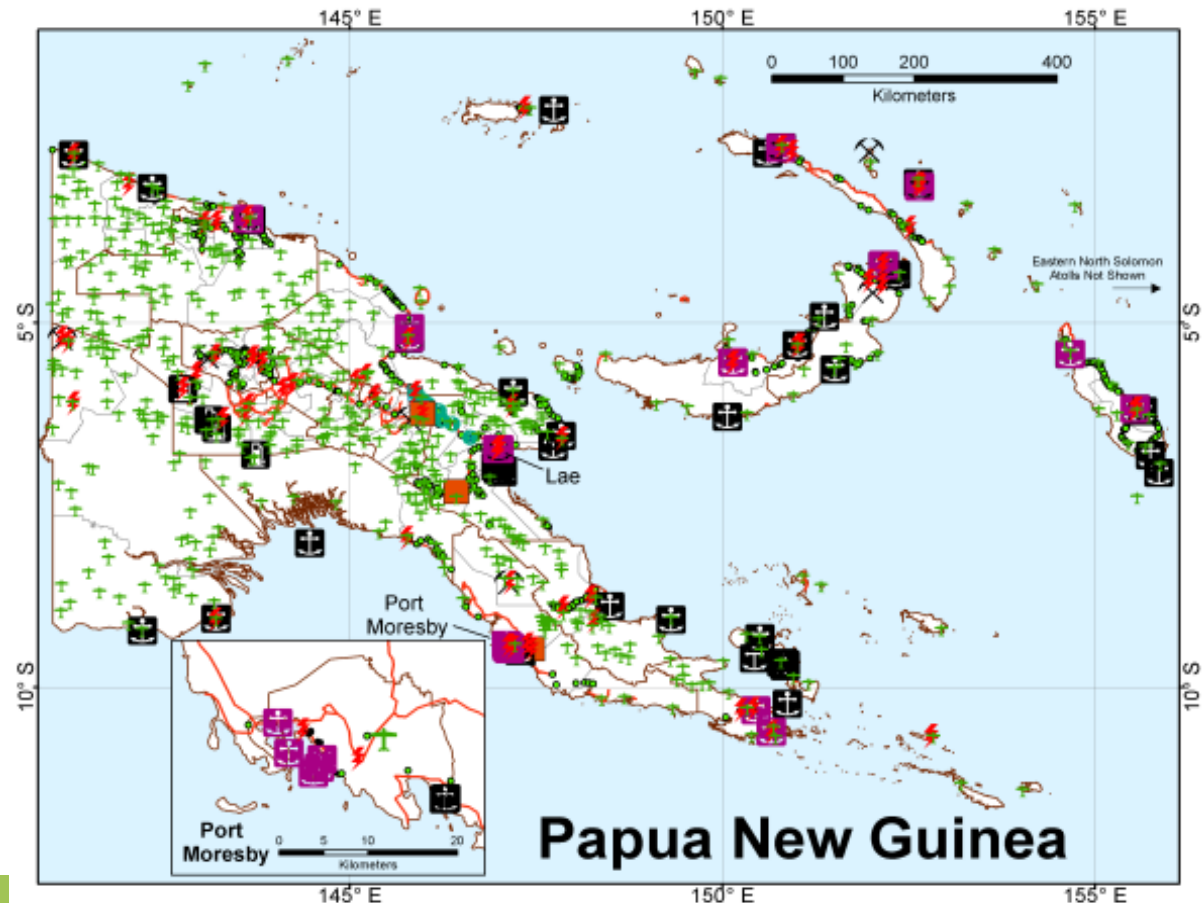 145° E 150° E 155° E
0 100 200 400
Kilometers
Eastern North Solomon
Atolls Not Shown
5° S 5° S
Lae
Port
Moresby
10° S 10° S
Port
Moresby
0 5 10 20
Kilometers
Papua New Guinea
145° E 150° E 155° E